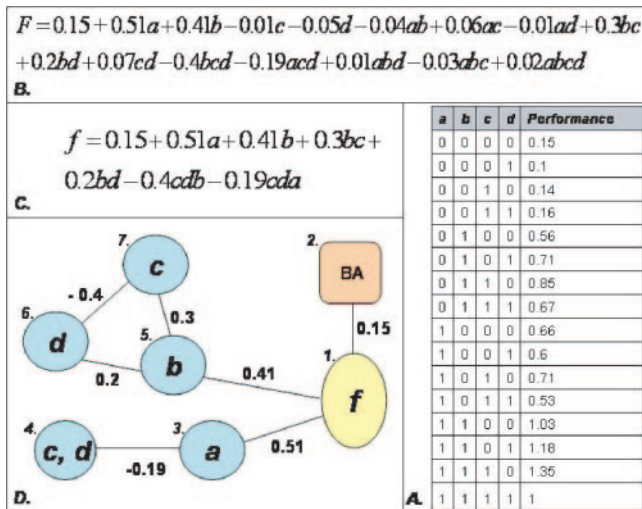 F = 0.15 + 0.51a + 0.41b − 0.01c − 0.05d − 0.04ab + 0.06ac − 0.01ad + 0.3bc
+ 0.2bd + 0.07cd − 0.4bcd − 0.19acd + 0.01abd − 0.03abc + 0.02abcd
B.
f = 0.15 + 0.51a + 0.41b + 0.3bc +
0.2bd − 0.4cdb − 0.19cda
C.
7.
c
2.
BA
- 0.4
0.3
0.15
6.
d
5.
b
0.2
0.41
1.
f
4.
c, d
3.
a
-0.19
0.51
D.
a b c d Performance
0 0 0 0 0.15
0 0 0 1 0.1
0 0 1 0 0.14
0 0 1 1 0.16
0 1 0 0 0.56
0 1 0 1 0.71
0 1 1 0 0.85
0 1 1 1 0.67
1 0 0 0 0.66
1 0 0 1 0.6
1 0 1 0 0.71
1 0 1 1 0.53
1 1 0 0 1.03
1 1 0 1 1.18
1 1 1 0 1.35
1 1 1 1 1
A.